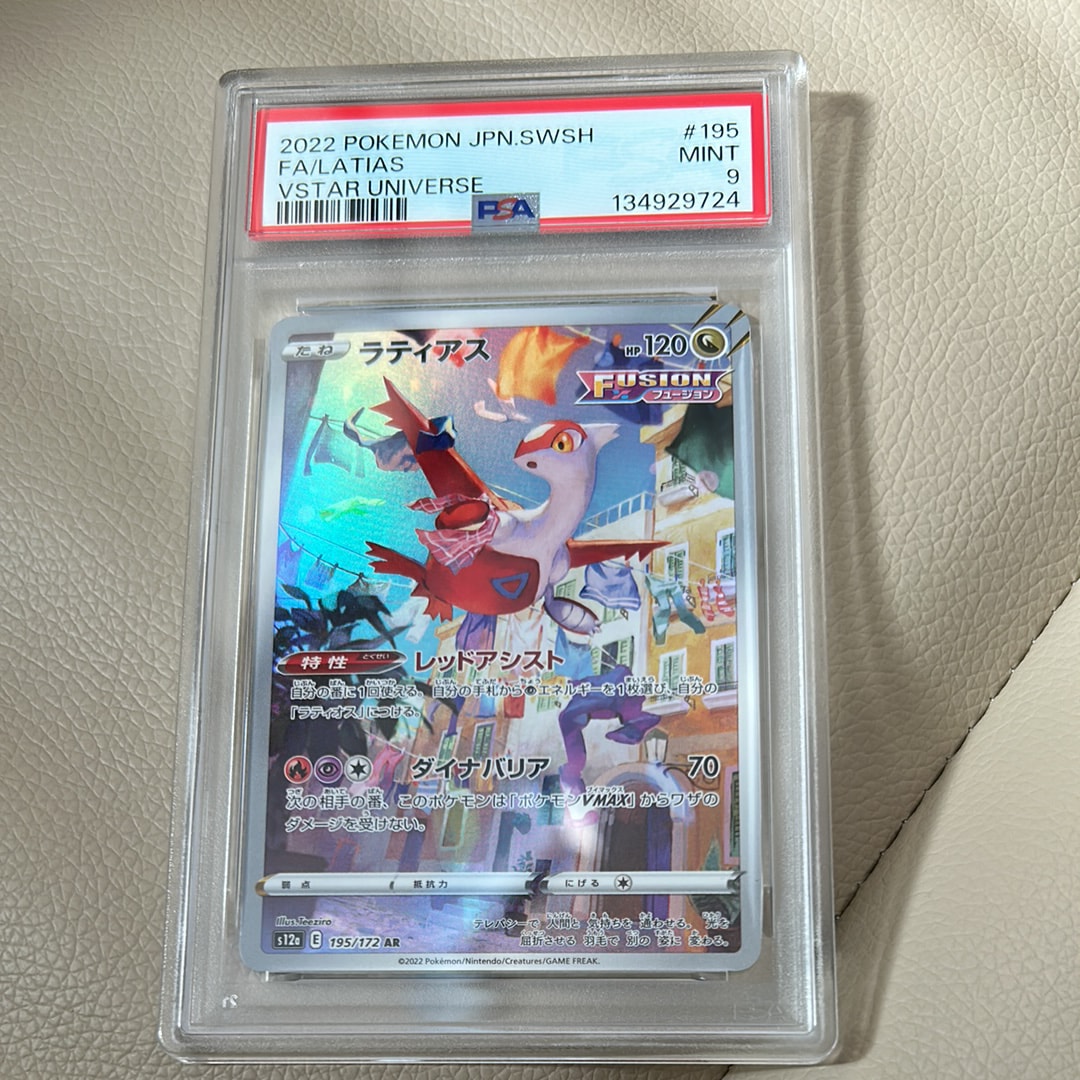 2022 POKEMON JPN.SWSH #195
FA/LATIAS MINT
VSTAR UNIVERSE 9
PSA 134929724
たね ラティアス HP 120
FUSION
フュージョン
特性 とくせい レッドアシスト
自分の番に1回使える。自分の手札からエネルギーを1枚選び、自分の
「ラティオス」につける。
ダイナバリア 70
次の相手の番、このポケモンは「ポケモンVMAX」からワザの
ダメージを受けない。
弱点 抵抗力 にげる
Illus. Teeziro
テレパシーで 人間と 気持ちを 通わせる。光を
屈折させる 羽毛で 別の 姿に 変わる。
s12a E 195/172 AR
©2022 Pokémon/Nintendo/Creatures/GAME FREAK.